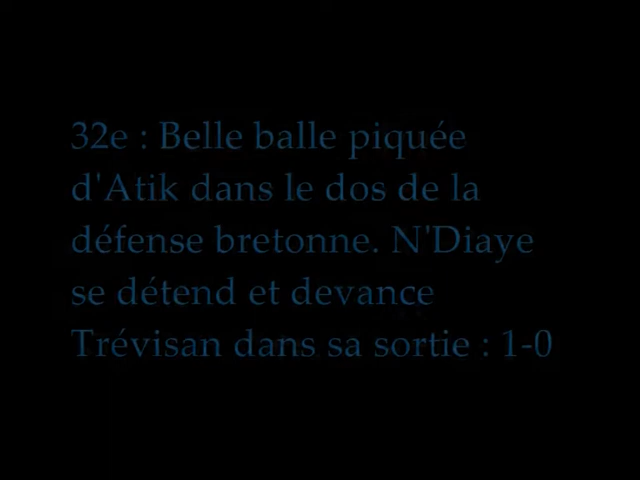 32e : Belle balle piquée
d'Atik dans le dos de la
défense bretonne. N'Diaye
se détend et devance
Trévisan dans sa sortie : 1-0